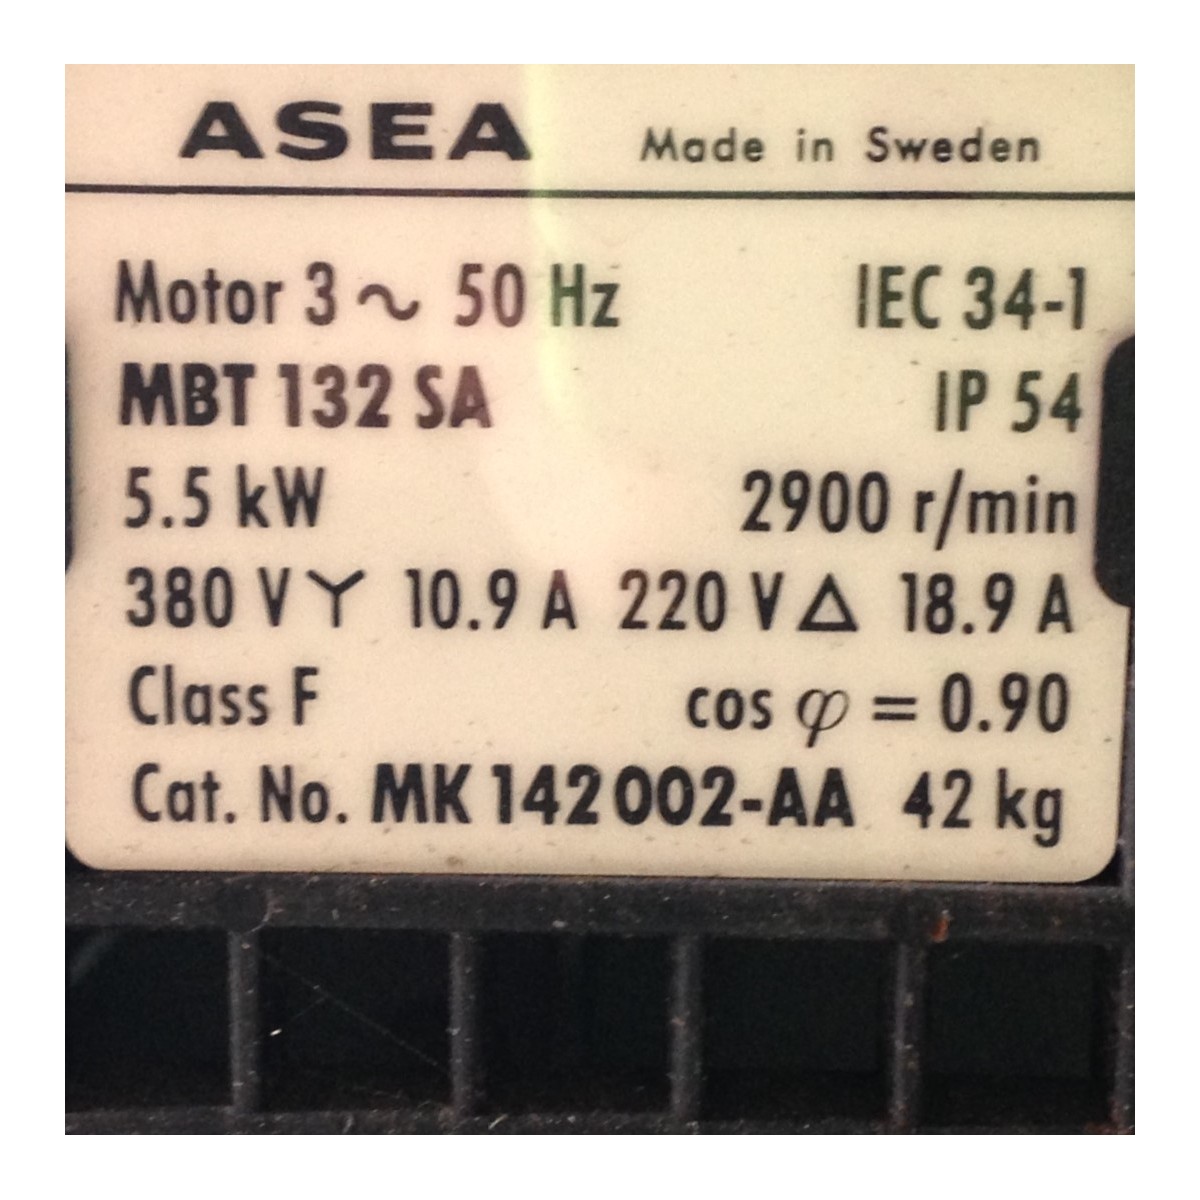 ASEA Made in Sweden
Motor 3 ~ 50 Hz IEC 34-1
MBT 132 SA IP 54
5.5 kW 2900 r/min
380 V Y 10.9 A 220 V Δ 18.9 A
Class F cos φ = 0.90
Cat. No. MK 142002-AA 42 kg